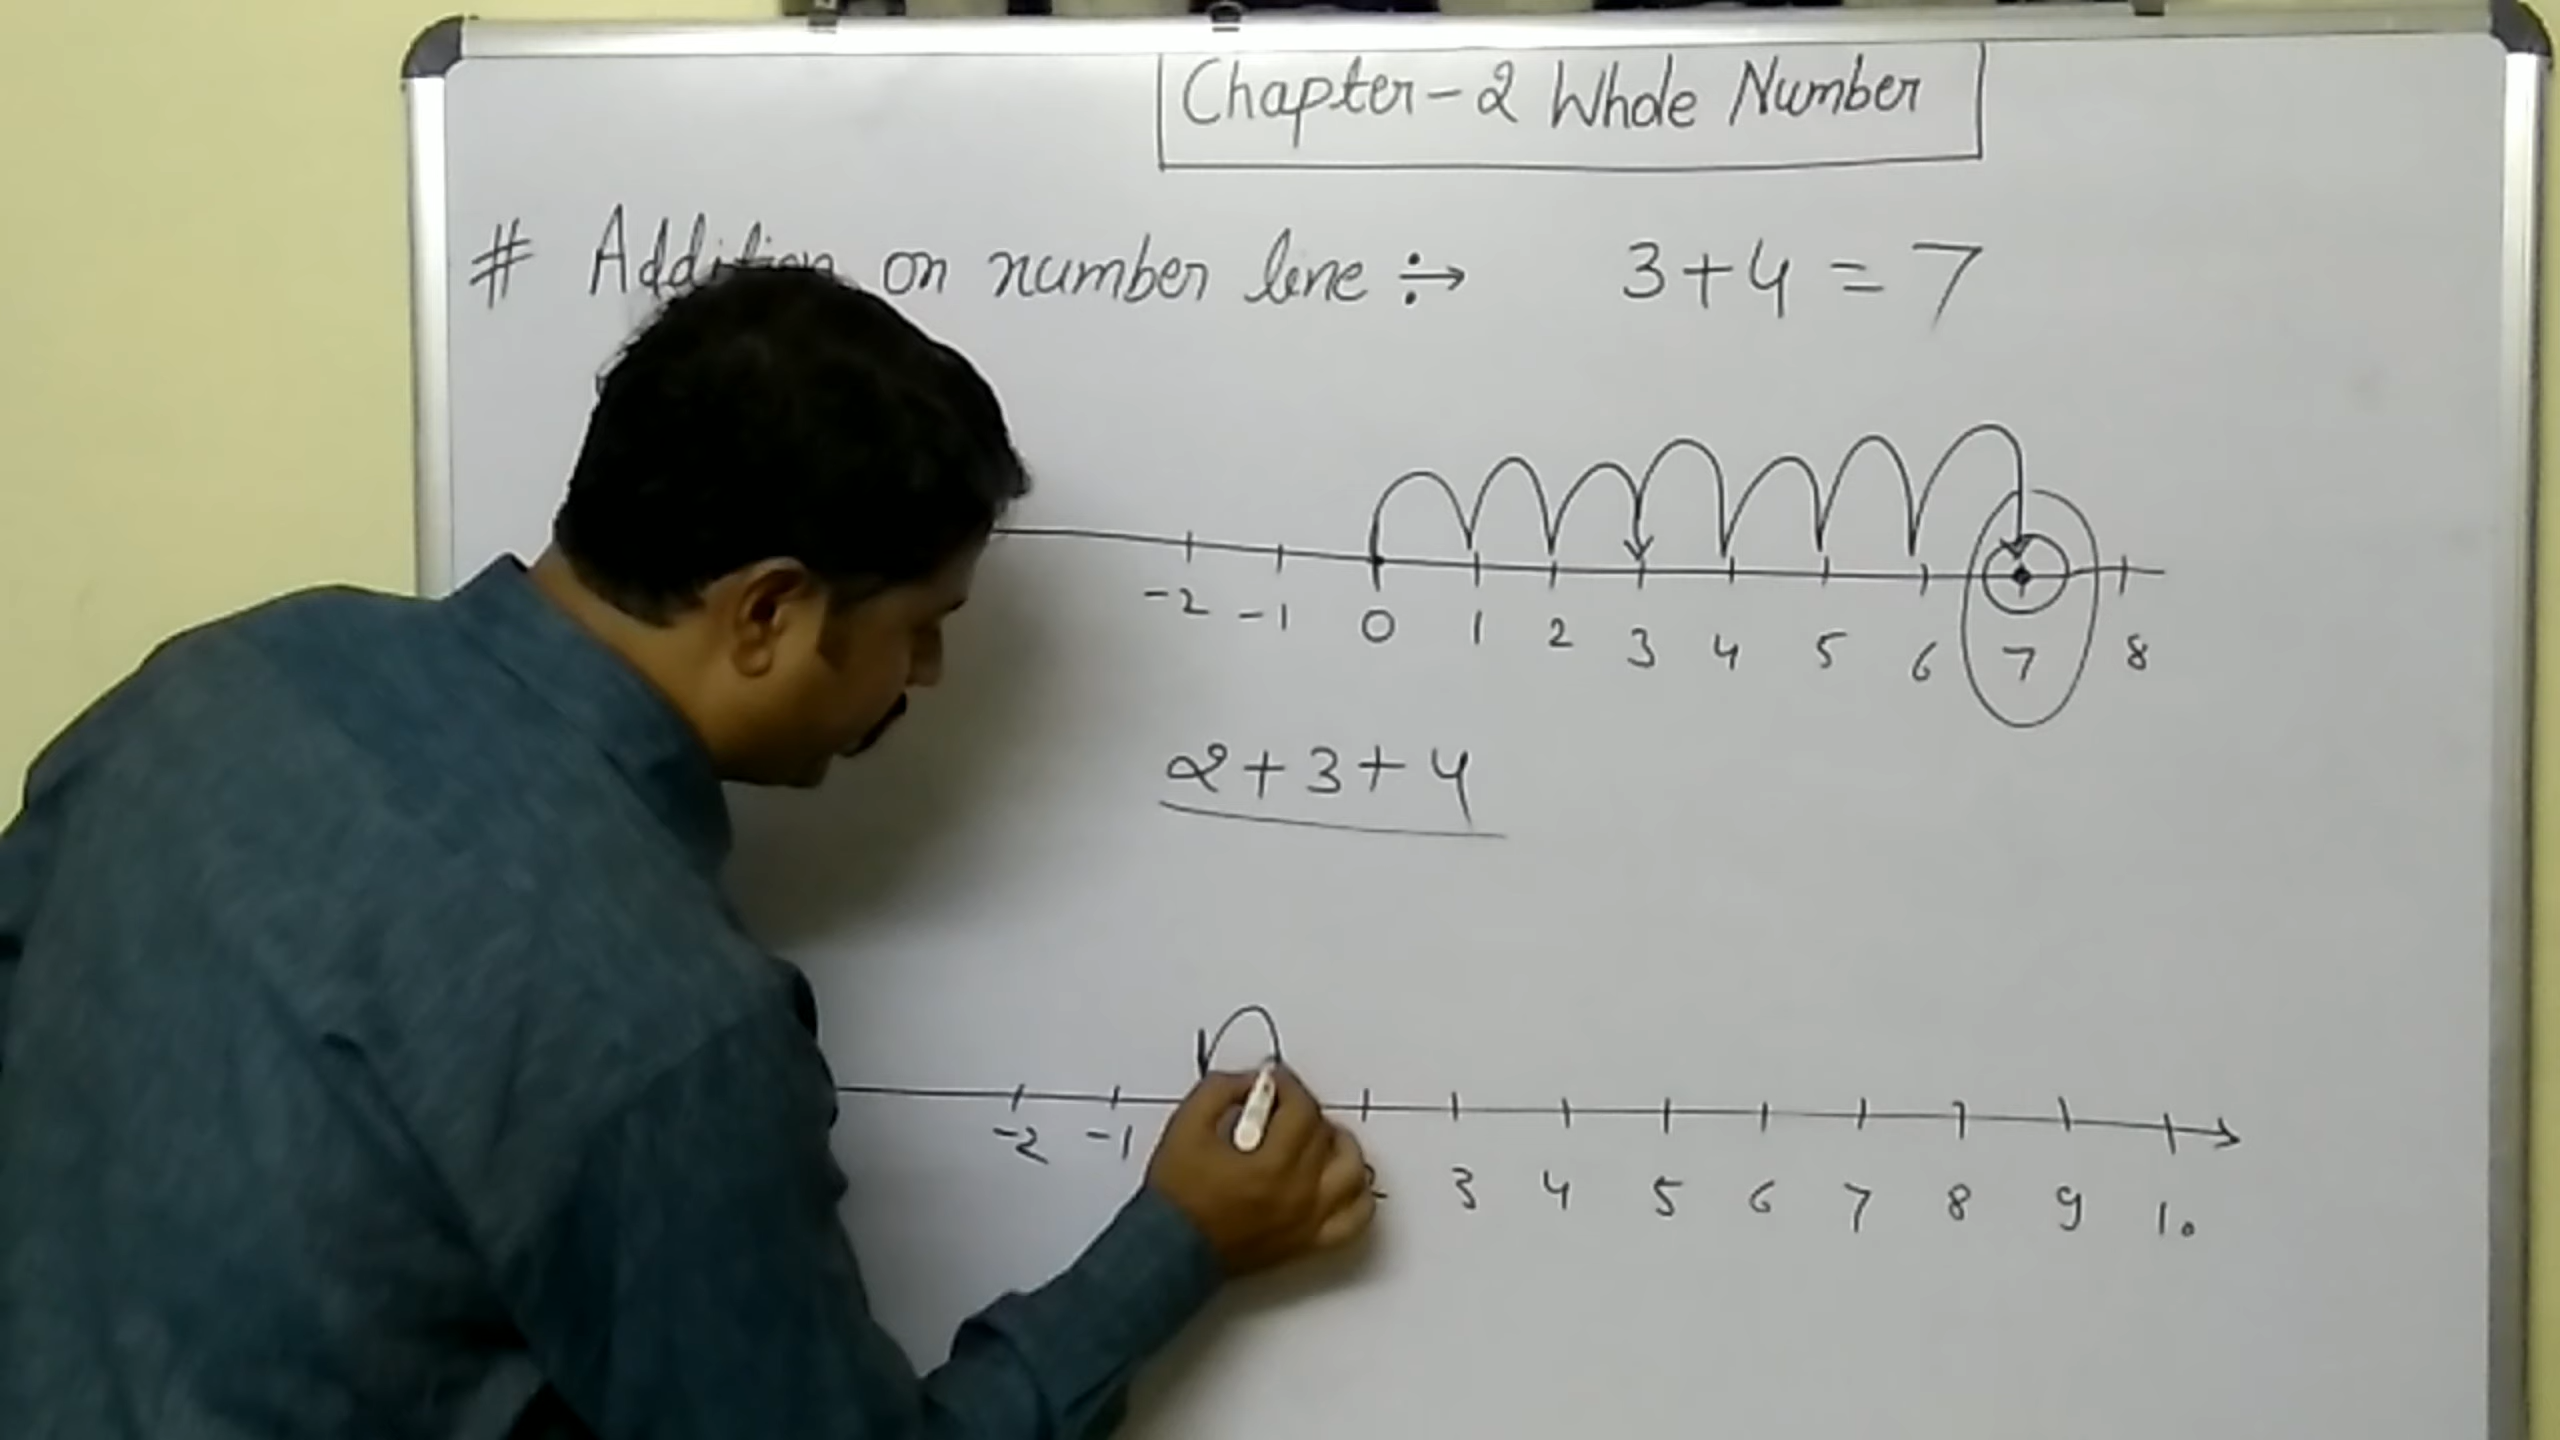 Chapter-2 Whole Number
# Addition on number line ÷→ 3+4 = 7
-2 -1 0 1 2 3 4 5 6 7 8
2+3+4
-2 -1 3 4 5 6 7 8 9 10